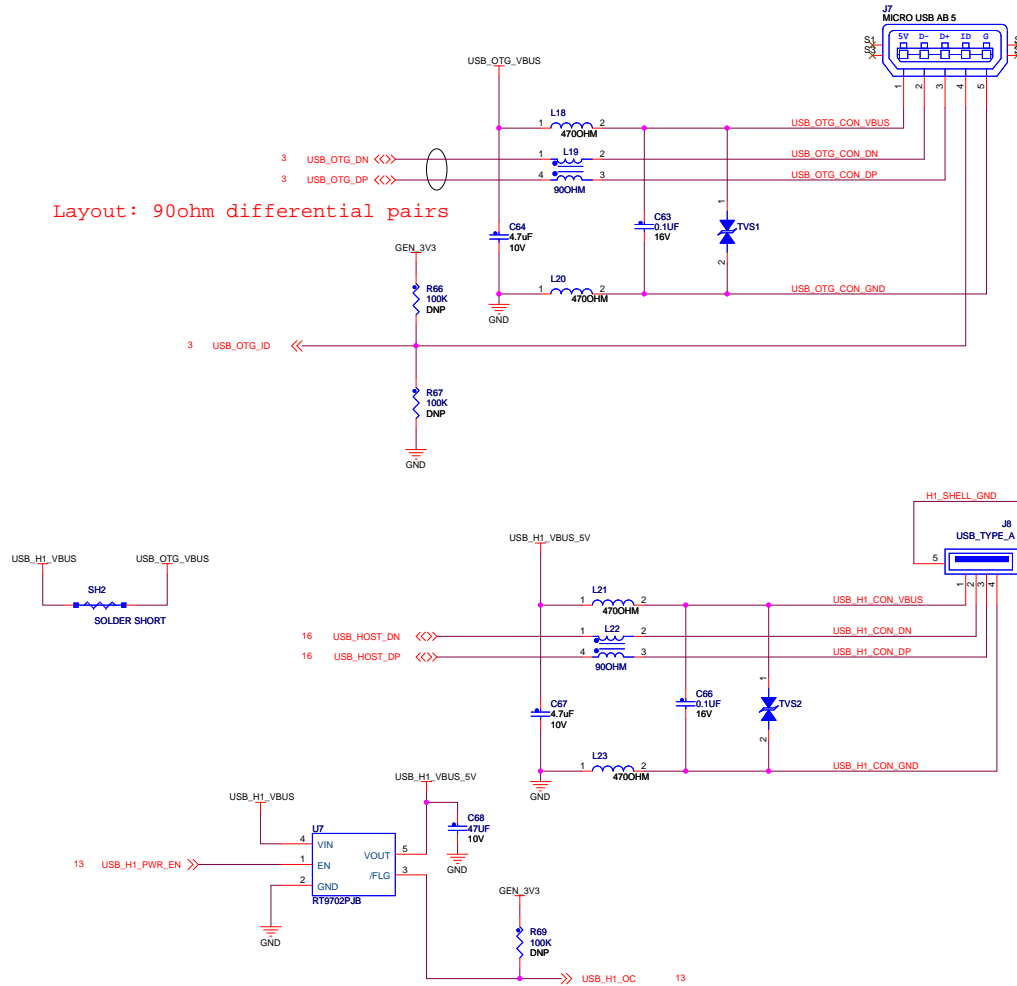 J7
MICRO USB AB 5
5V D- D+ ID G
S1
S3
1 2 3 4 5
USB_OTG_VBUS
L18
1 2
470OHM
USB_OTG_CON_VBUS
3 USB_OTG_DN
1 L19 2
USB_OTG_CON_DN
3 USB_OTG_DP
4 3
90OHM
USB_OTG_CON_DP
Layout: 90ohm differential pairs
C64
4.7uF
10V
C63
0.1UF
16V
1
TVS1
2
GEN_3V3
R66
100K
DNP
L20
1 2
470OHM
USB_OTG_CON_GND
GND
3 USB_OTG_ID
R67
100K
DNP
GND
H1_SHELL_GND
J8
USB_TYPE_A
5
1 2 3 4
USB_H1_VBUS_5V
USB_H1_VBUS
USB_OTG_VBUS
SH2
SOLDER SHORT
L21
1 2
470OHM
USB_H1_CON_VBUS
16 USB_HOST_DN
1 L22 2
USB_H1_CON_DN
16 USB_HOST_DP
4 3
90OHM
USB_H1_CON_DP
C67
4.7uF
10V
C66
0.1UF
16V
1
TVS2
2
L23
1 2
470OHM
USB_H1_CON_GND
GND
USB_H1_VBUS_5V
USB_H1_VBUS
C68
47UF
10V
GND
U7
4 VIN
VOUT 5
13 USB_H1_PWR_EN
1 EN
/FLG 3
2 GND
RT9702PJB
GND
GEN_3V3
R69
100K
DNP
USB_H1_OC 13